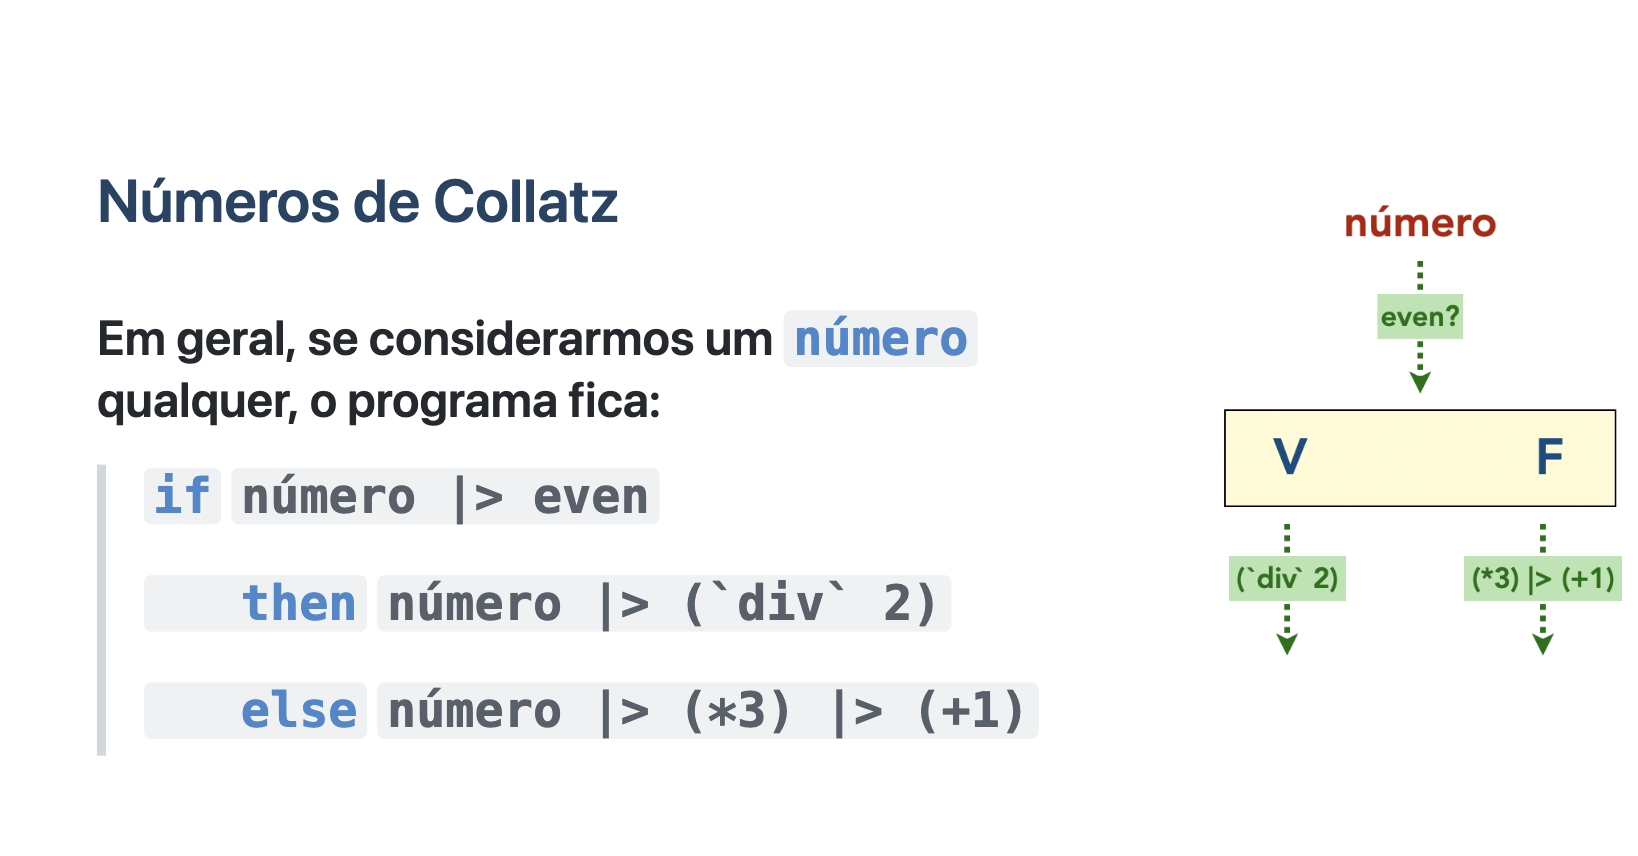 Números de Collatz
Em geral, se considerarmos um número
qualquer, o programa fica:
if número |> even
then número |> (`div` 2)
else número |> (*3) |> (+1)
número
even?
V F
(`div` 2) (*3) |> (+1)